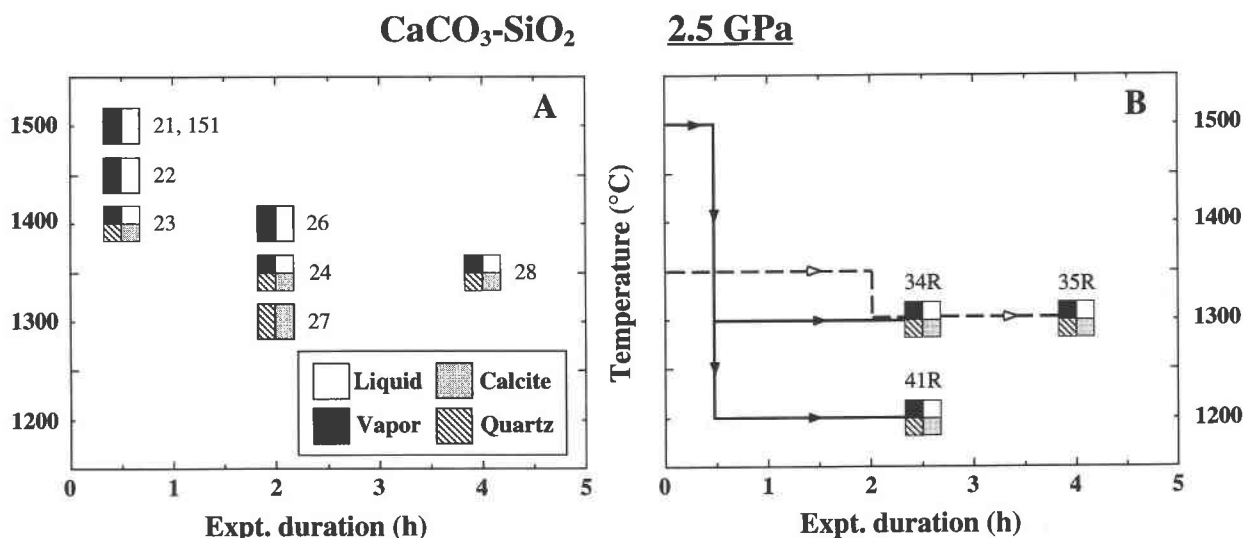 CaCO3-SiO2 2.5 GPa
A
1500
1400
1300
1200
21, 151
22
23
26
24
28
27
Liquid Calcite
Vapor Quartz
0 1 2 3 4 5
Expt. duration (h)
B
Temperature (°C)
1500
1400
1300
1200
34R 35R
41R
0 1 2 3 4 5
Expt. duration (h)